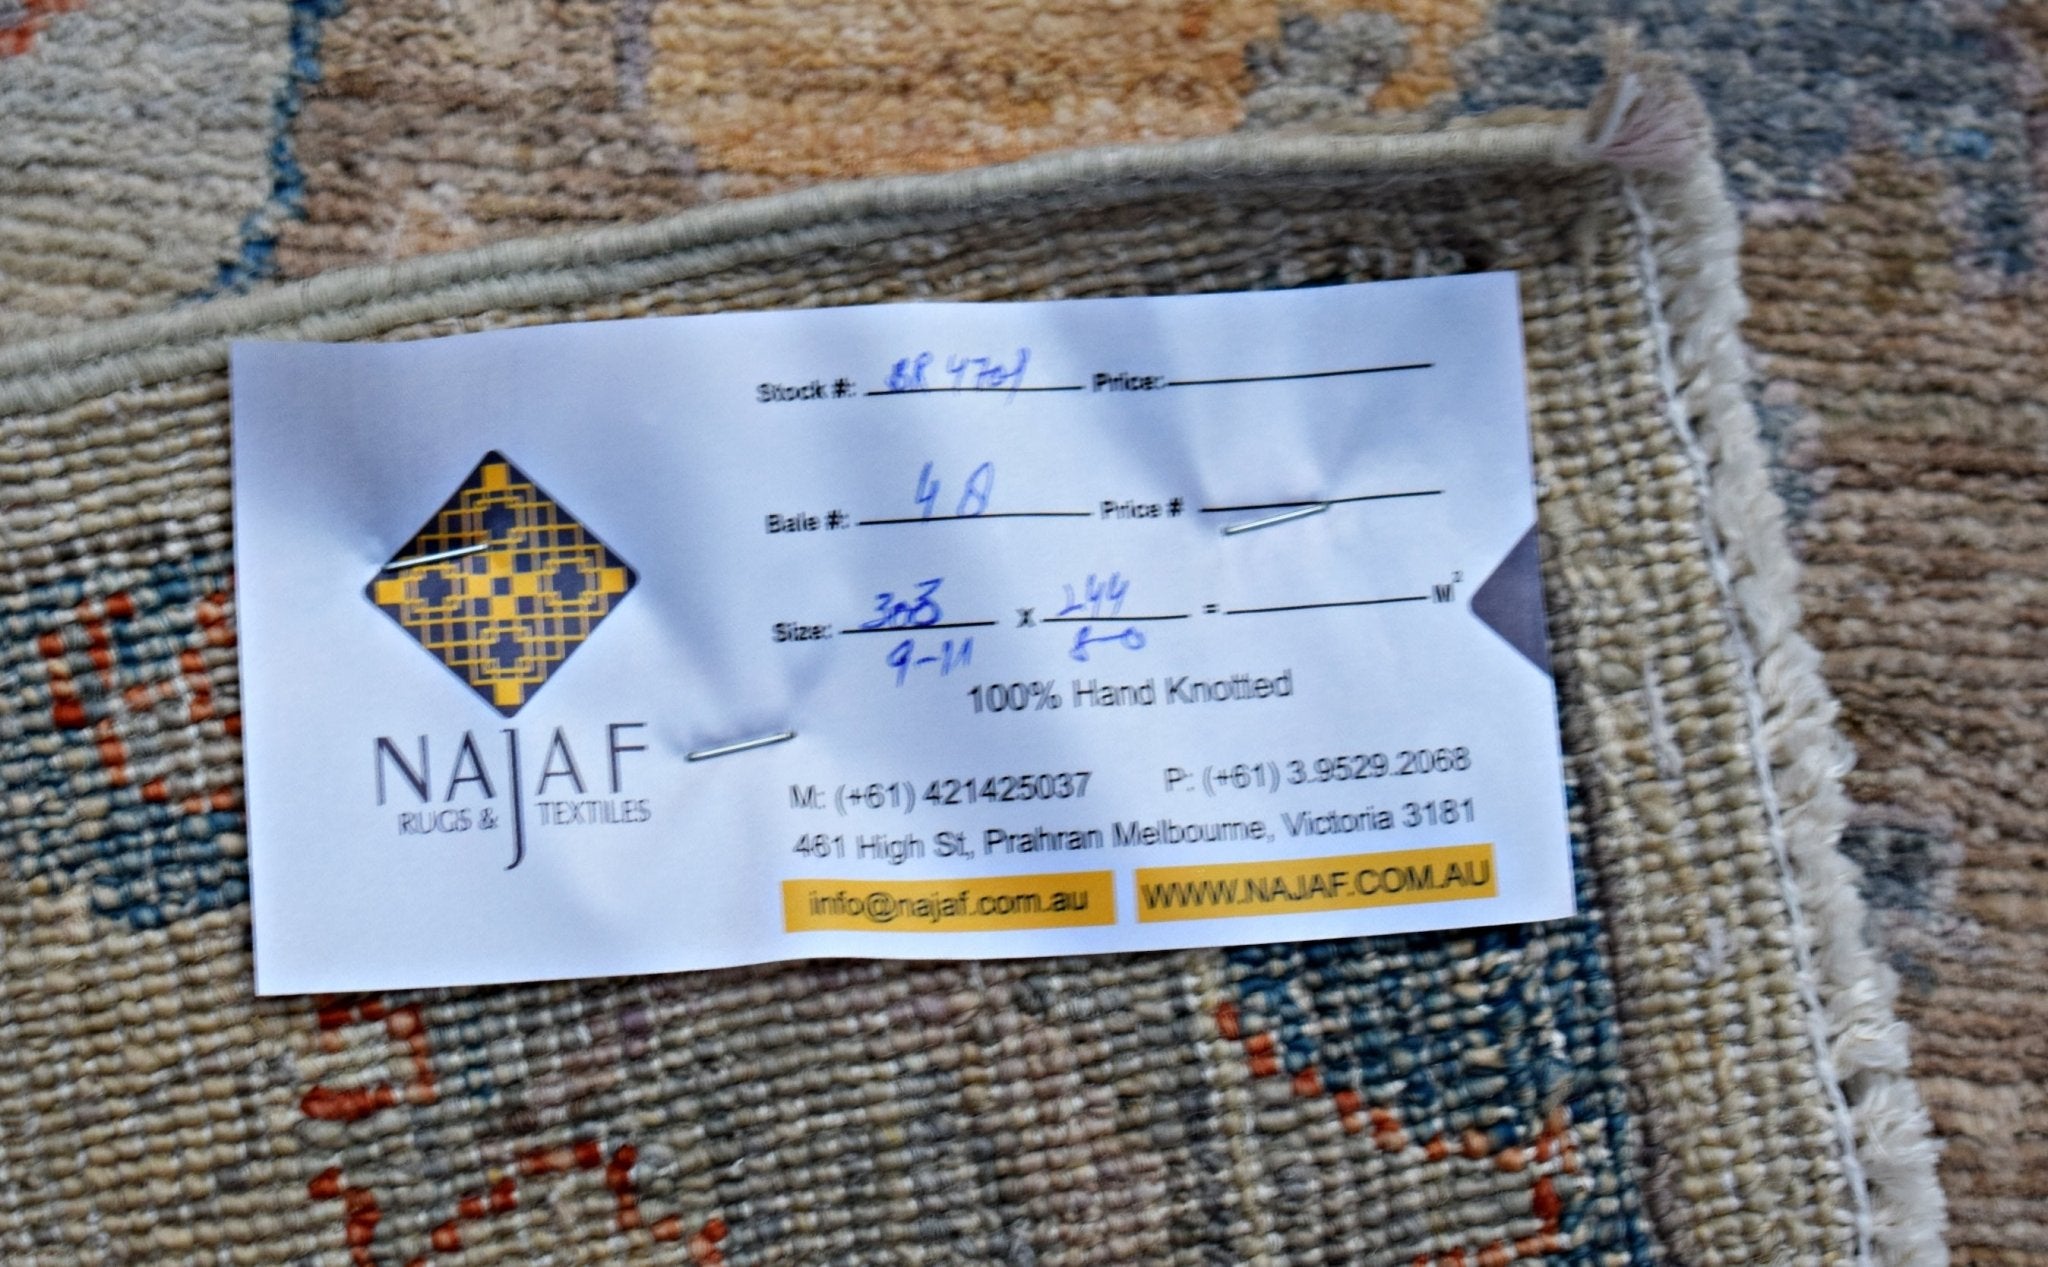 Stock #: BR 4701 Price:
Bale #: 48 Price #
Size: 303 x 244 = M²
9-11 8-0
100% Hand Knotted
NAJAF
RUGS & TEXTILES
M: (+61) 421425037 P: (+61) 3.9529.2068
461 High St, Prahran Melbourne, Victoria 3181
info@najaf.com.au WWW.NAJAF.COM.AU